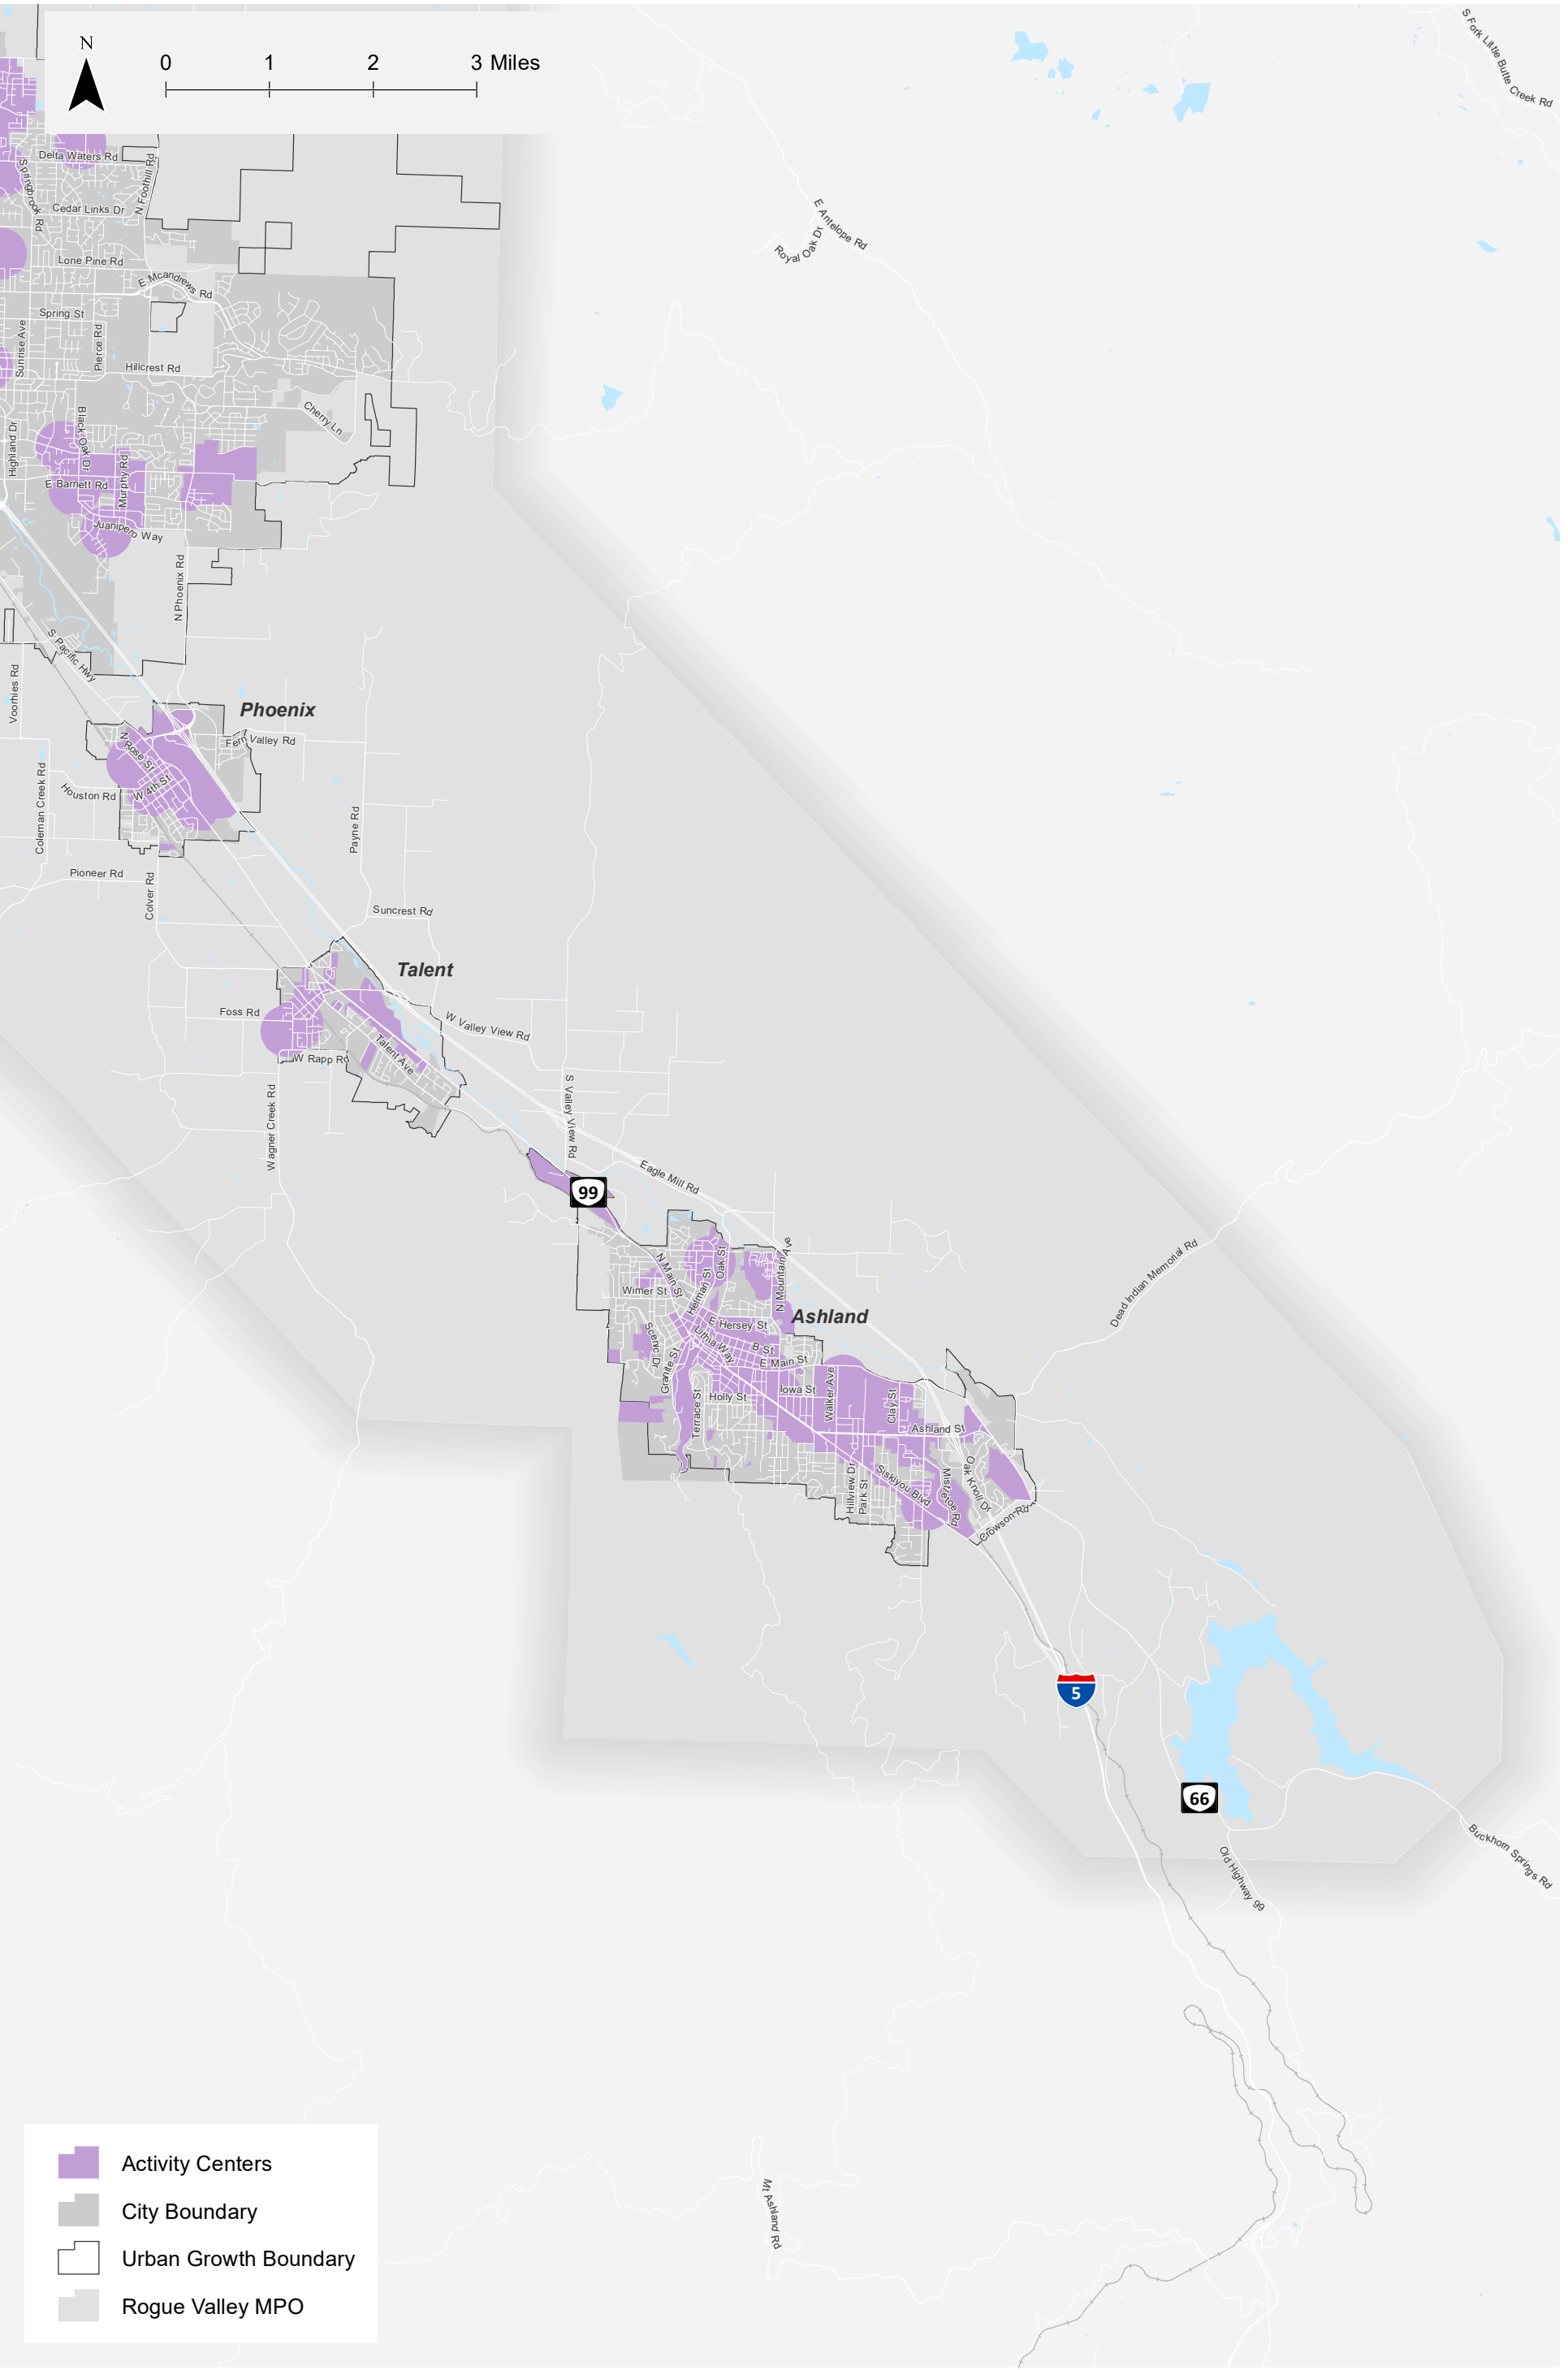 N
0 1 2 3 Miles
S Fork Little Butte Creek Rd
Delta Waters Rd
Springbrook Rd
N Foothill Rd
Cedar Links Dr
E Antelope Rd
Royal Oak Dr
Lone Pine Rd
E Mcandrews Rd
Spring St
Sunrise Ave
Pierce Rd
Hillcrest Rd
Cherry Ln
Black Oak Dr
Highland Dr
Murphy Rd
E Barnett Rd
Juanipero Way
N Phoenix Rd
S Pacific Hwy
Voorhies Rd
Phoenix
Fern Valley Rd
N Rose St
W 4th St
Houston Rd
Coleman Creek Rd
Payne Rd
Pioneer Rd
Colver Rd
Suncrest Rd
Talent
Foss Rd
W Valley View Rd
Talent Ave
W Rapp Rd
Wagner Creek Rd
S Valley View Rd
Eagle Mill Rd
99
N Main St
Oak St
N Mountain Ave
Dead Indian Memorial Rd
Wimer St
Helman St
Ashland
E Hersey St
Scenic Dr
Lithia Way
B St
E Main St
Granite St
Iowa St
Walker Ave
Clay St
Holly St
Terrace St
Ashland St
Siskiyou Blvd
Hillview Dr
Park St
Mistletoe Rd
Oak Knoll Dr
Crowson Rd
5
66
Buckhorn Springs Rd
Old Highway 99
Mt Ashland Rd
Activity Centers
City Boundary
Urban Growth Boundary
Rogue Valley MPO